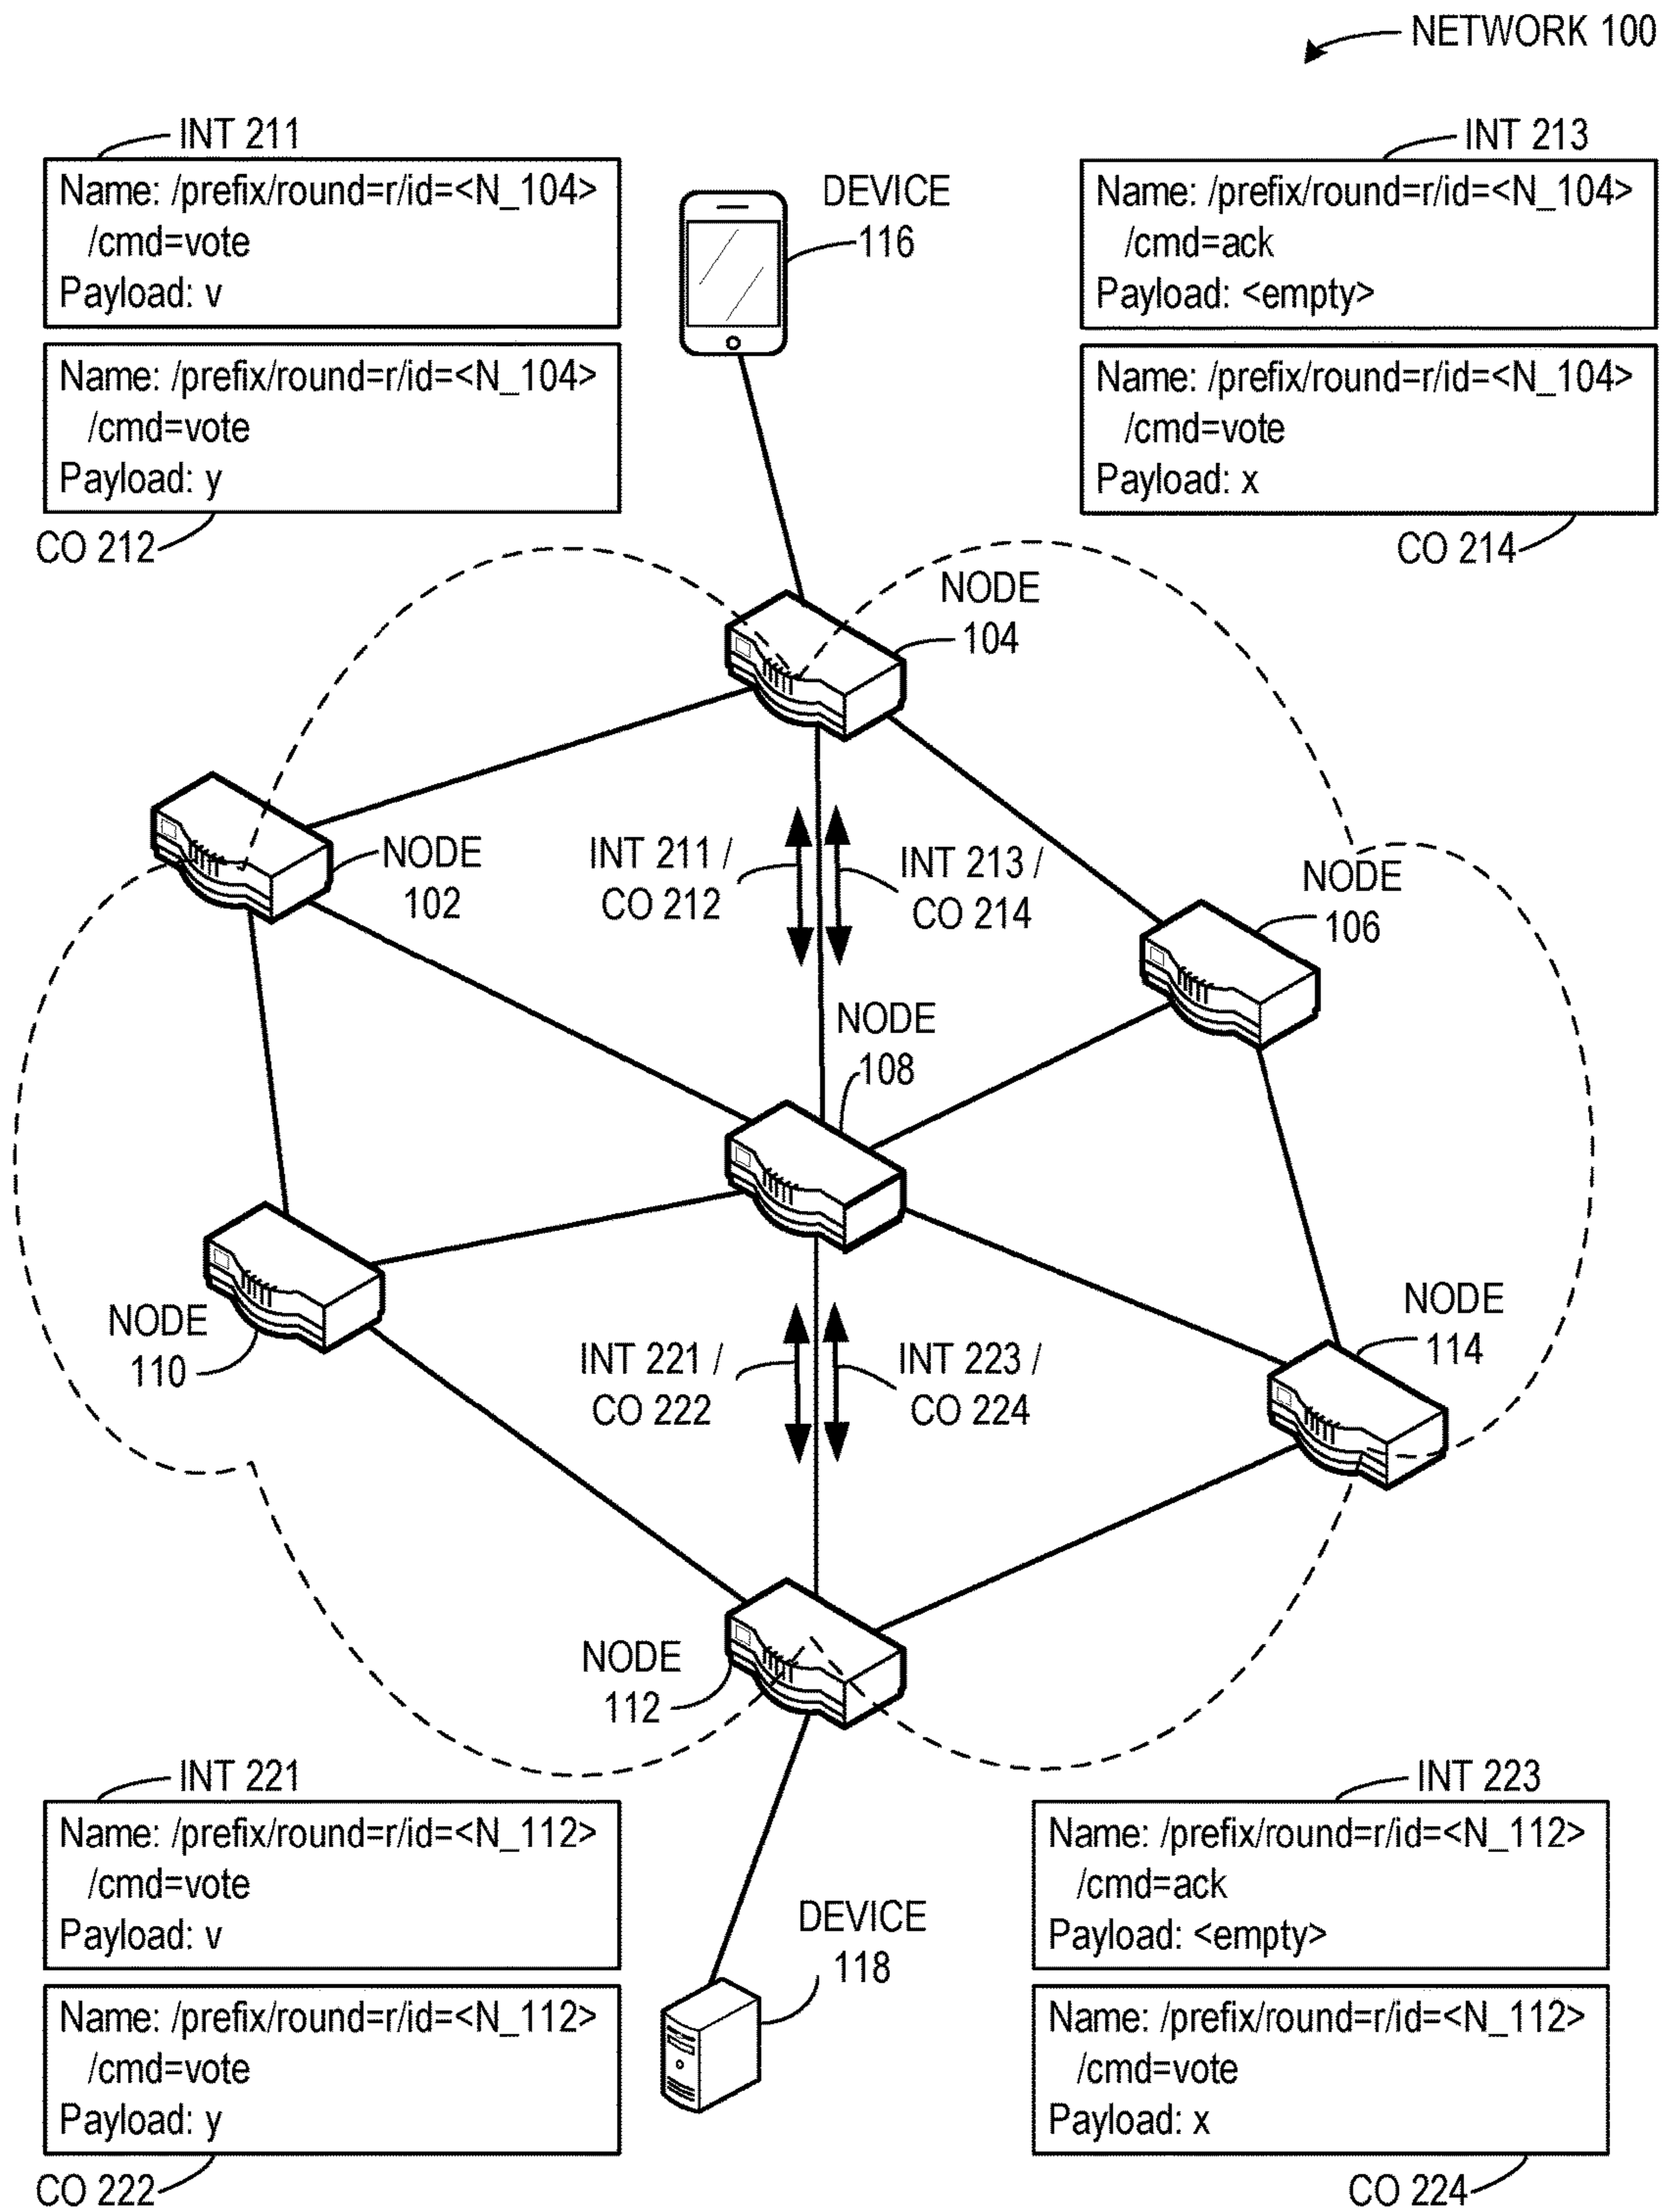 NETWORK 100
INT 211
Name: /prefix/round=r/id=<N_104>
/cmd=vote
Payload: v
Name: /prefix/round=r/id=<N_104>
/cmd=vote
Payload: y
CO 212
DEVICE
116
INT 213
Name: /prefix/round=r/id=<N_104>
/cmd=ack
Payload: <empty>
Name: /prefix/round=r/id=<N_104>
/cmd=vote
Payload: x
CO 214
NODE
104
NODE
102
INT 211 /
CO 212
INT 213 /
CO 214
NODE
106
NODE
108
NODE
110
INT 221 /
CO 222
INT 223 /
CO 224
NODE
114
NODE
112
INT 221
Name: /prefix/round=r/id=<N_112>
/cmd=vote
Payload: v
Name: /prefix/round=r/id=<N_112>
/cmd=vote
Payload: y
CO 222
DEVICE
118
INT 223
Name: /prefix/round=r/id=<N_112>
/cmd=ack
Payload: <empty>
Name: /prefix/round=r/id=<N_112>
/cmd=vote
Payload: x
CO 224